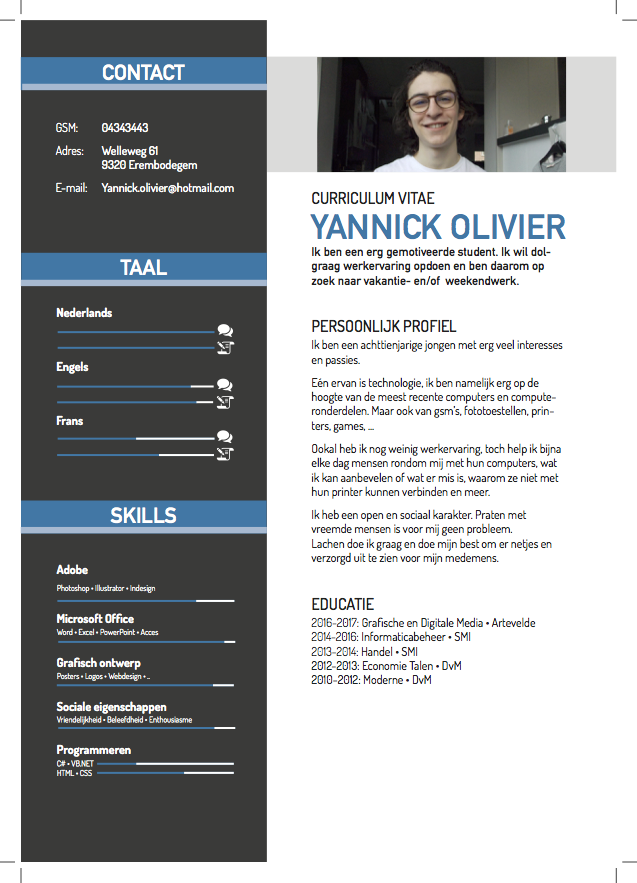 CONTACT
GSM: 04343443
Adres: Welleweg 61
9320 Erembodegem
E-mail: Yannick.olivier@hotmail.com
TAAL
Nederlands
Engels
Frans
SKILLS
Adobe
Photoshop • Illustrator • indesign
Microsoft Office
Word • Excel • PowerPoint • Acces
Grafisch ontwerp
Posters • Logos • Webdesign • ..
Sociale eigenschappen
Vriendelijkheid • Beleefdheid • Enthousiasme
Programmeren
C# • VB.NET
HTML • CSS
CURRICULUM VITAE
YANNICK OLIVIER
Ik ben een erg gemotiveerde student. Ik wil dol-
graag werkervaring opdoen en ben daarom op
zoek naar vakantie- en/of weekendwerk.
PERSOONLIJK PROFIEL
Ik ben een achttienjarige jongen met erg veel interesses
en passies.
Eén ervan is technologie, ik ben namelijk erg op de
hoogte van de meest recente computers en compute-
ronderdelen. Maar ook van gsm's, fototoestellen, prin-
ters, games, ...
Ookal heb ik nog weinig werkervaring, toch help ik bijna
elke dag mensen rondom mij met hun computers, wat
ik kan aanbevelen of wat er mis is, waarom ze niet met
hun printer kunnen verbinden en meer.
Ik heb een open en sociaal karakter. Praten met
vreemde mensen is voor mij geen probleem.
Lachen doe ik graag en doe mijn best om er netjes en
verzorgd uit te zien voor mijn medemens.
EDUCATIE
2016-2017: Grafische en Digitale Media • Artevelde
2014-2016: Informaticabeheer • SMI
2013-2014: Handel • SMI
2012-2013: Economie Talen • DvM
2010-2012: Moderne • DvM